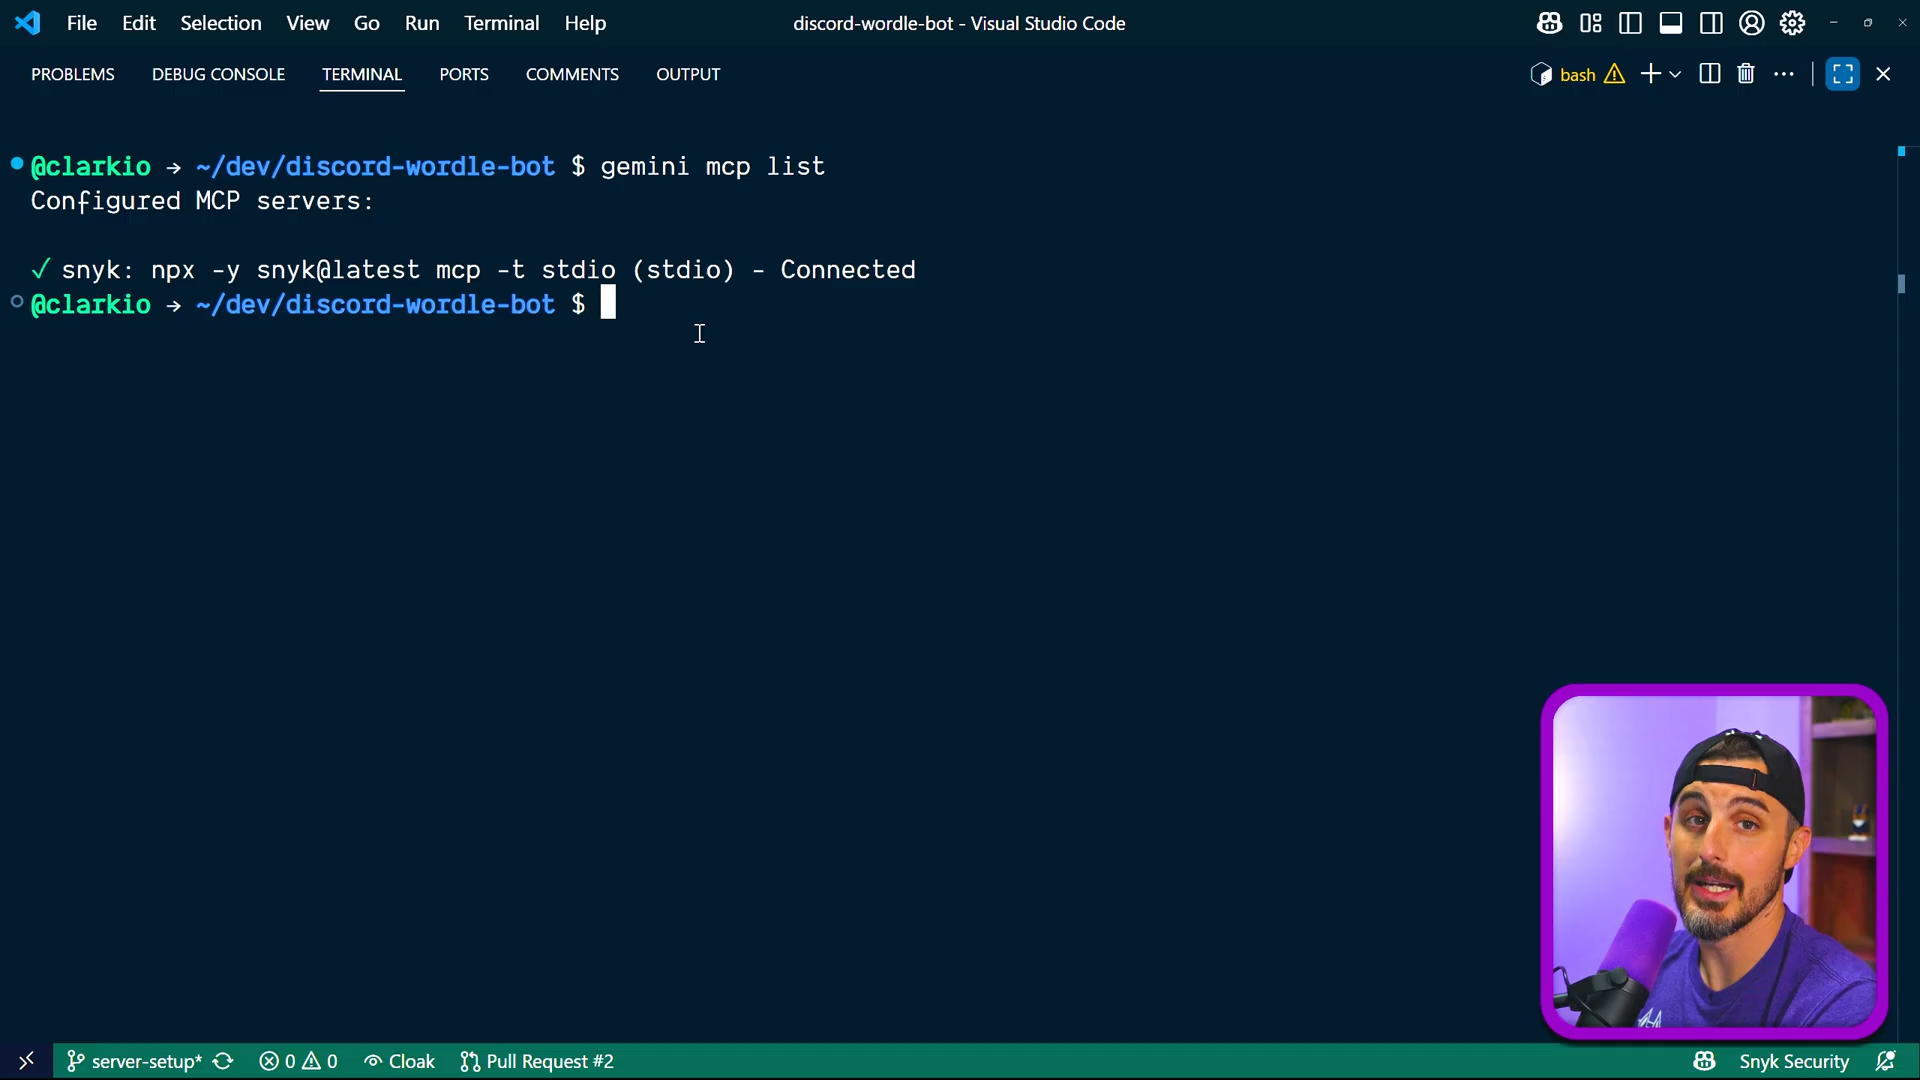 File Edit Selection View Go Run Terminal Help
discord-wordle-bot - Visual Studio Code
PROBLEMS DEBUG CONSOLE TERMINAL PORTS COMMENTS OUTPUT
bash
@clarkio → ~/dev/discord-wordle-bot $ gemini mcp list
Configured MCP servers:
✓ snyk: npx -y snyk@latest mcp -t stdio (stdio) - Connected
@clarkio → ~/dev/discord-wordle-bot $
server-setup* 0 0 Cloak Pull Request #2
Snyk Security